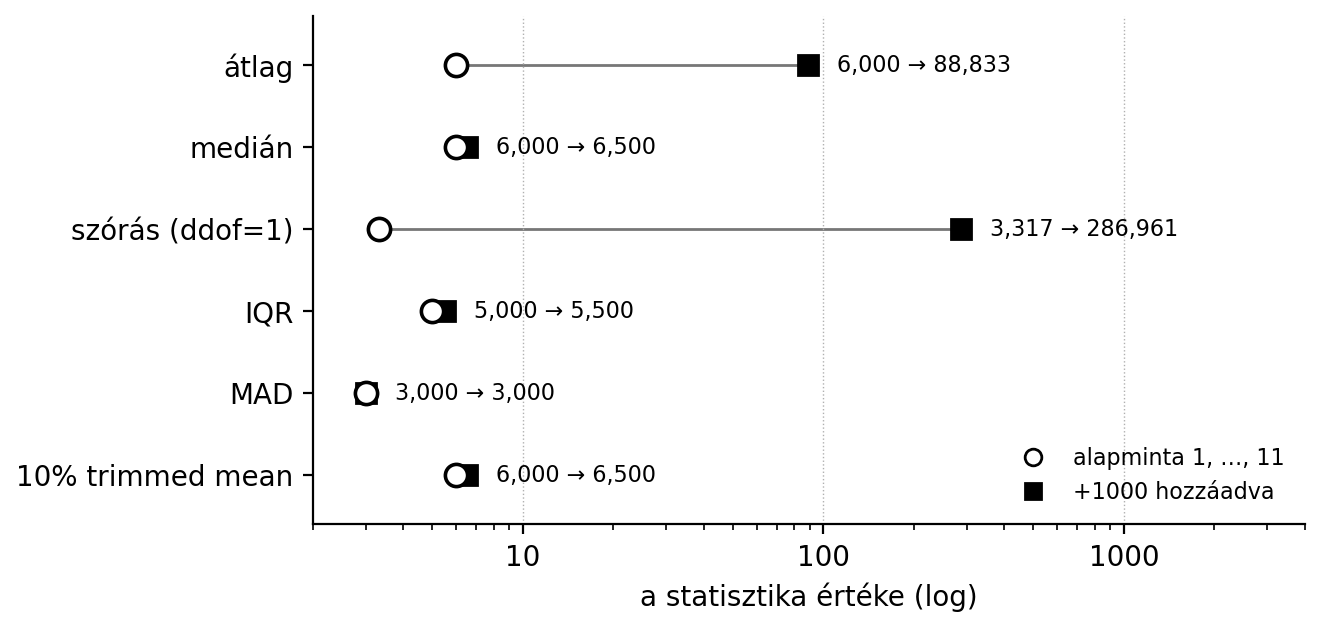 átlag
6,000 → 88,833
medián
6,000 → 6,500
szórás (ddof=1)
3,317 → 286,961
IQR
5,000 → 5,500
MAD
3,000 → 3,000
10% trimmed mean
6,000 → 6,500
alapminta 1, ..., 11
+1000 hozzáadva
10 100 1000
a statisztika értéke (log)